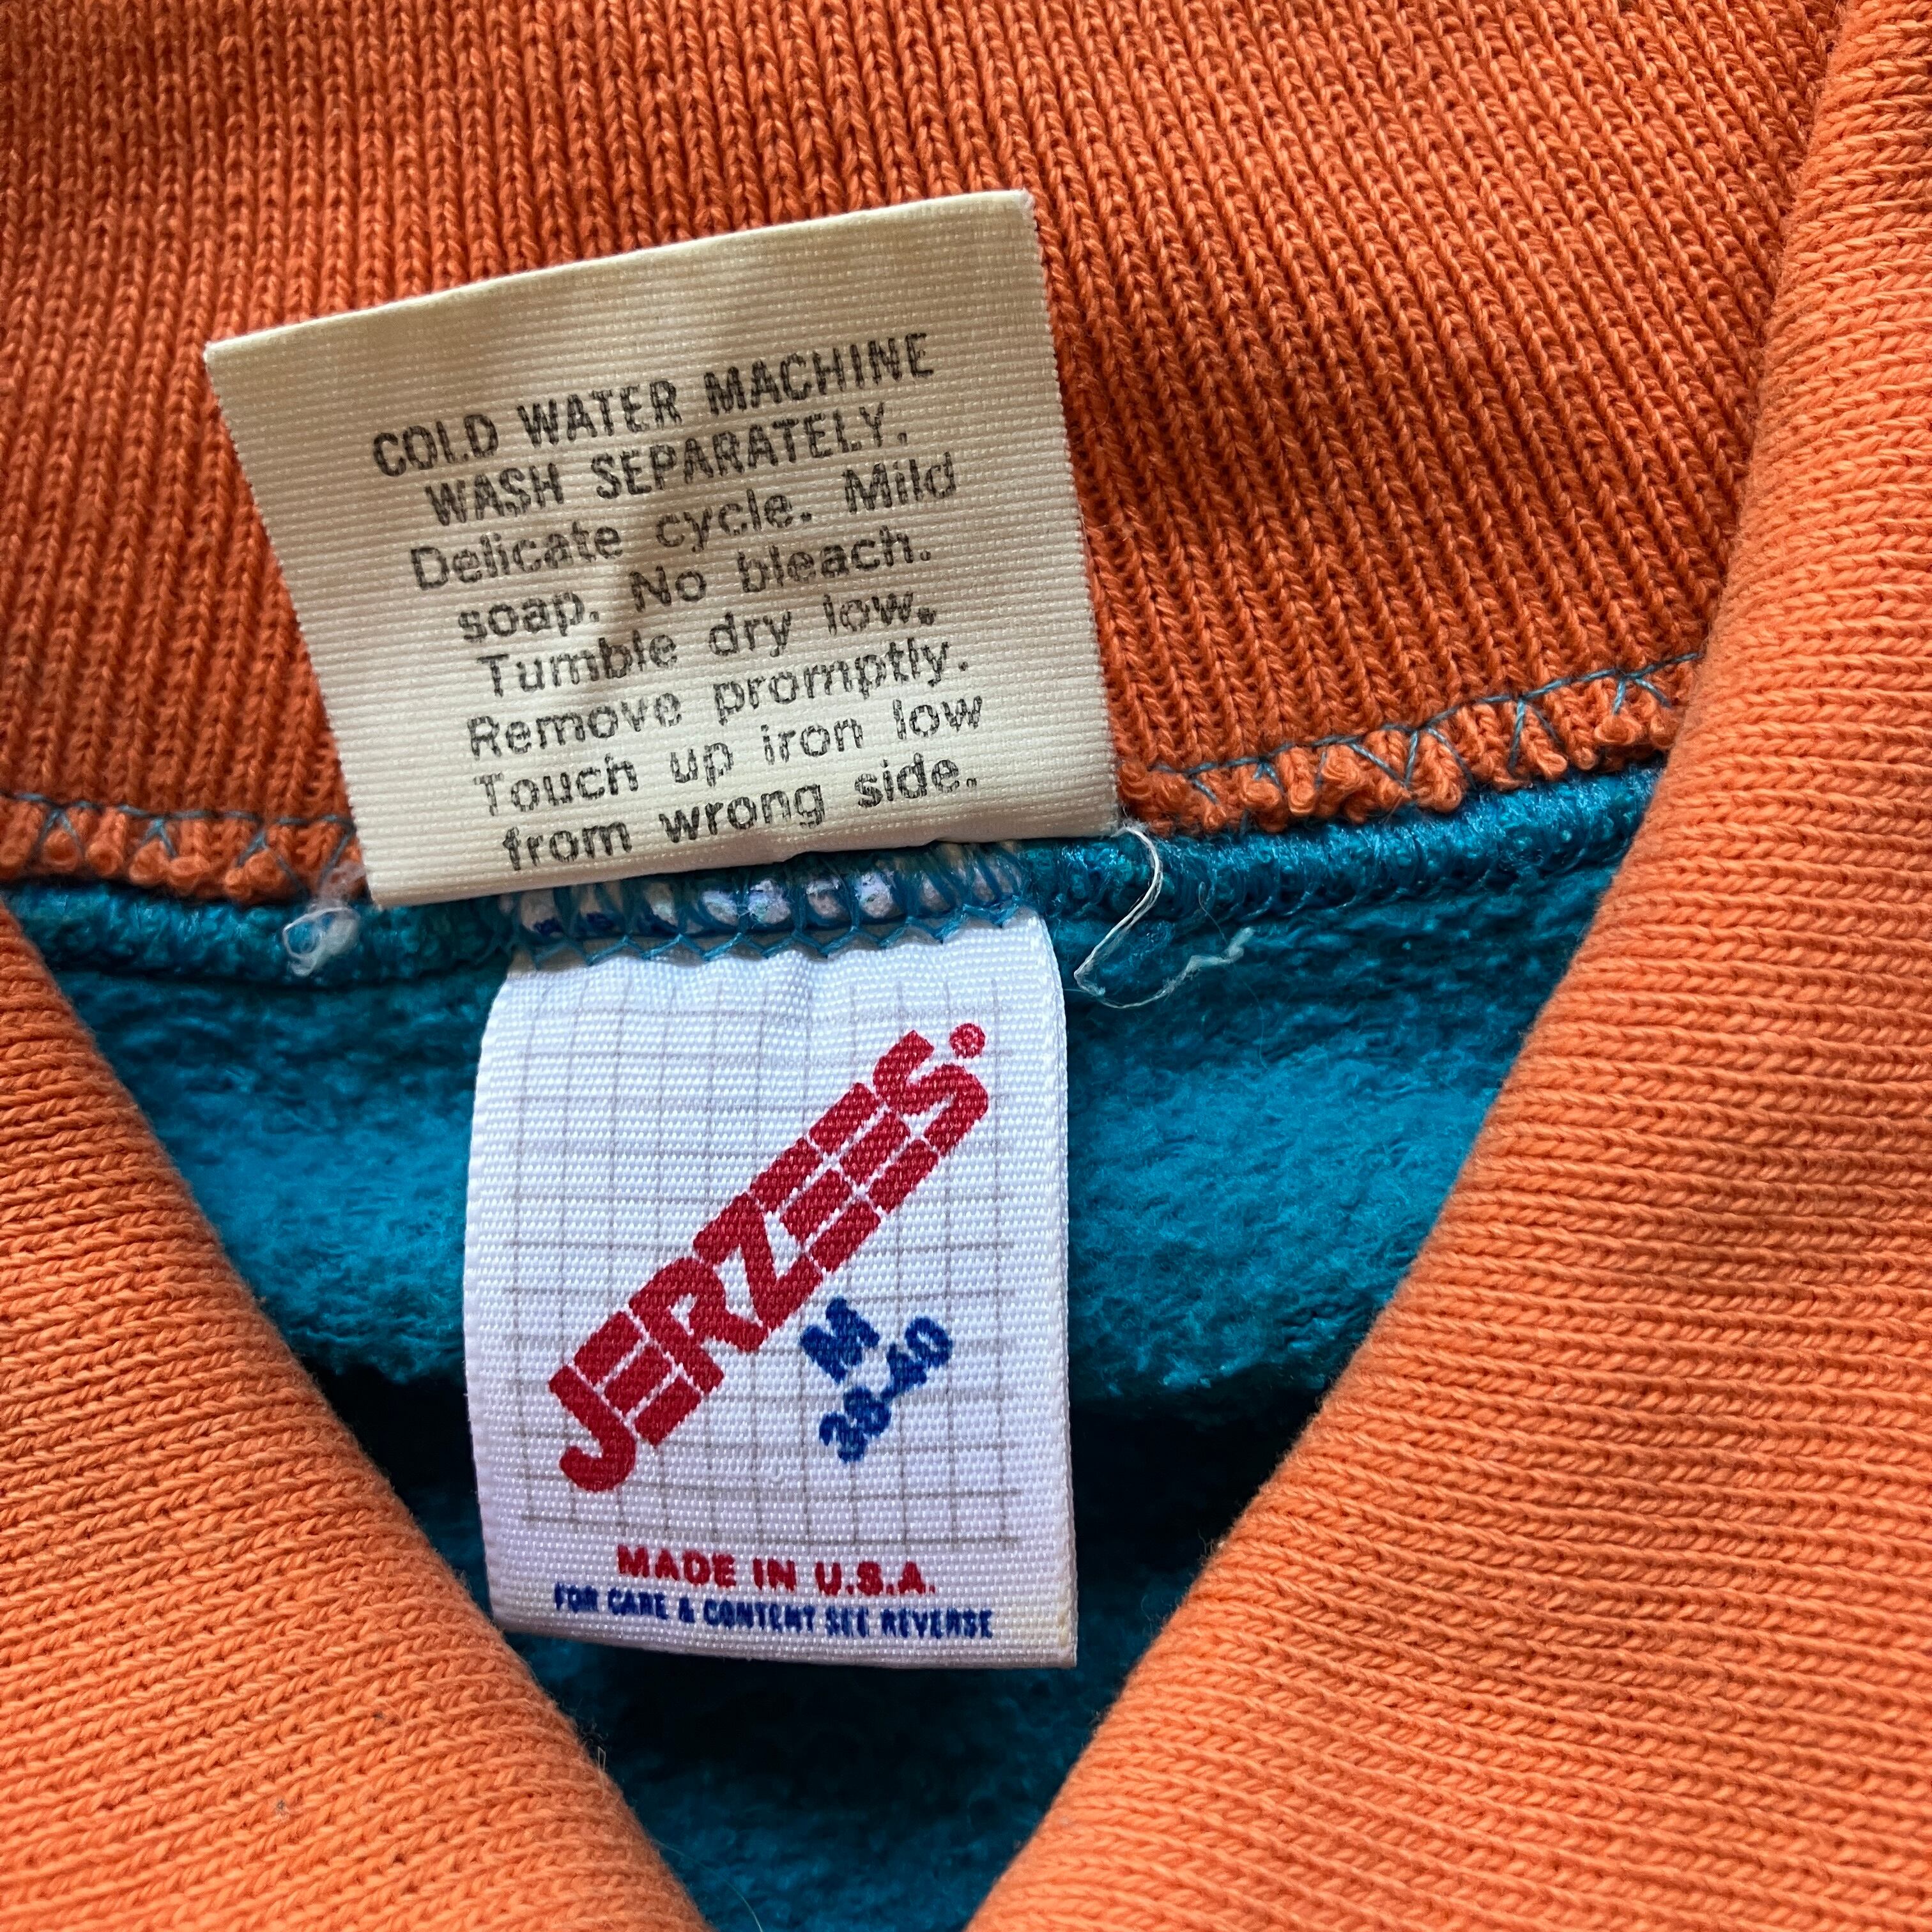 COLD WATER MACHINE
WASH SEPARATELY.
Delicate cycle. Mild
soap. No bleach.
Tumble dry low.
Remove promptly.
Touch up iron low
from wrong side.
JERZEES®
M
38-40
MADE IN U.S.A.
FOR CARE & CONTENT SEE REVERSE